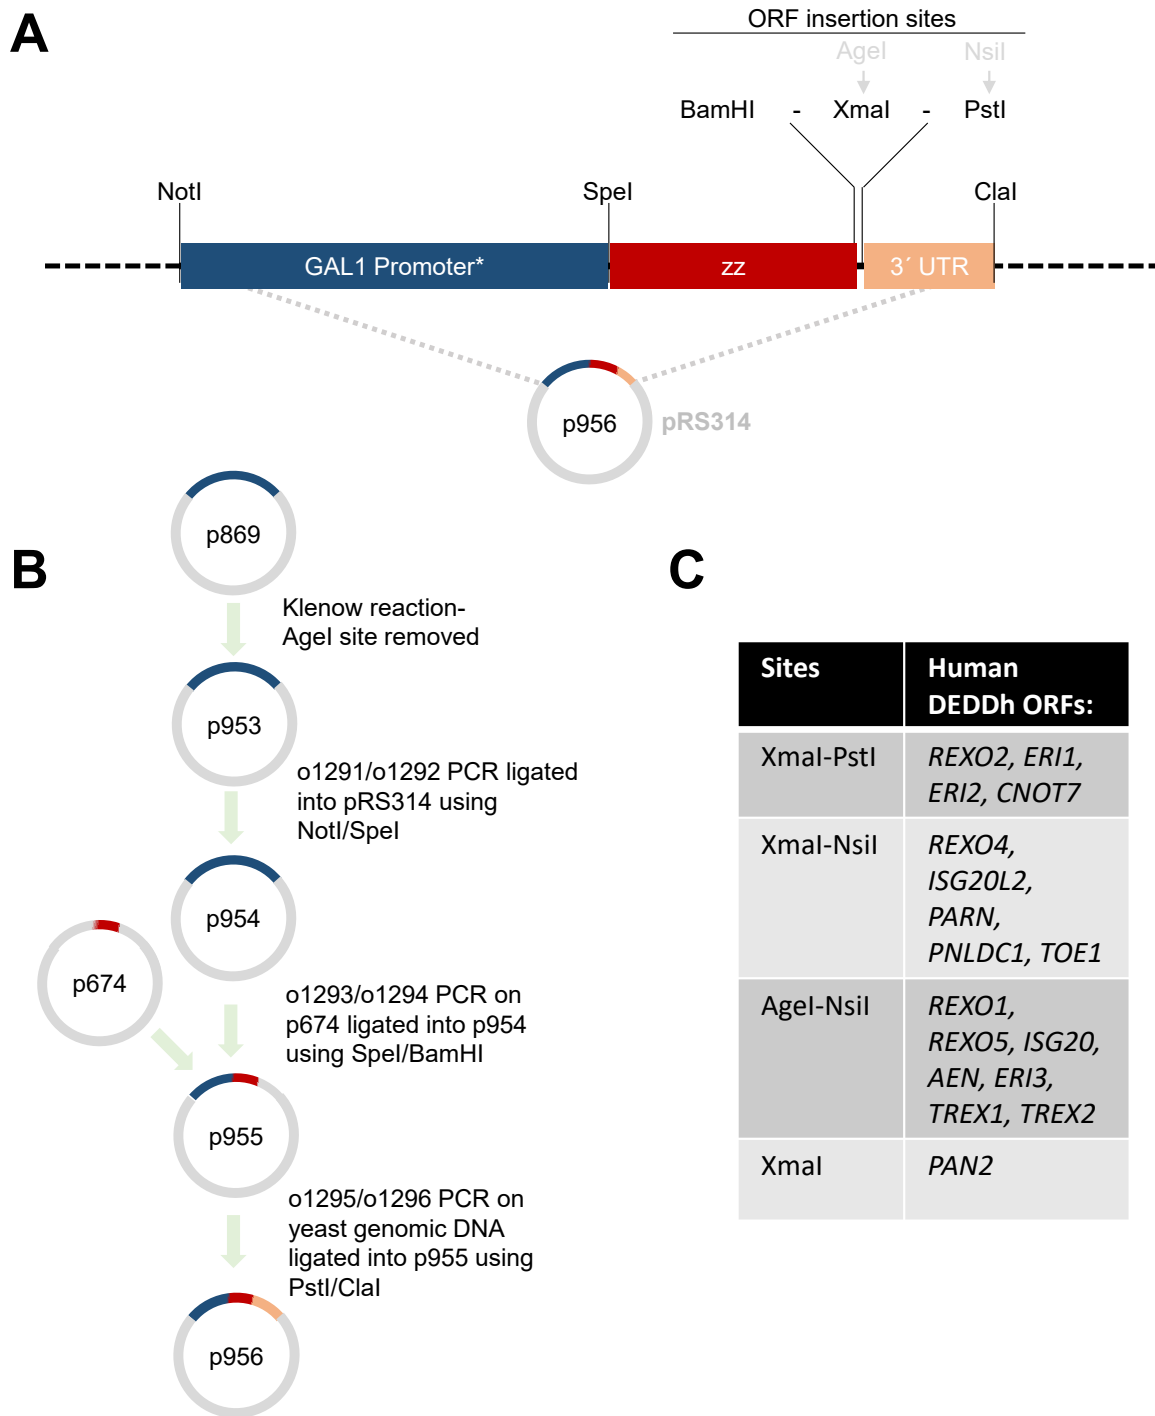 A
ORF insertion sites
AgeI NsiI
BamHI - XmaI - PstI
NotI SpeI ClaI
GAL1 Promoter* zz 3´ UTR
p956 pRS314
p869
B
Klenow reaction-
AgeI site removed
p953
o1291/o1292 PCR ligated
into pRS314 using
NotI/SpeI
p954
p674
o1293/o1294 PCR on
p674 ligated into p954
using SpeI/BamHI
p955
o1295/o1296 PCR on
yeast genomic DNA
ligated into p955 using
PstI/ClaI
p956
C
Sites Human
DEDDh ORFs:
XmaI-PstI REXO2, ERI1,
ERI2, CNOT7
XmaI-NsiI REXO4,
ISG20L2,
PARN,
PNLDC1, TOE1
AgeI-NsiI REXO1,
REXO5, ISG20,
AEN, ERI3,
TREX1, TREX2
XmaI PAN2